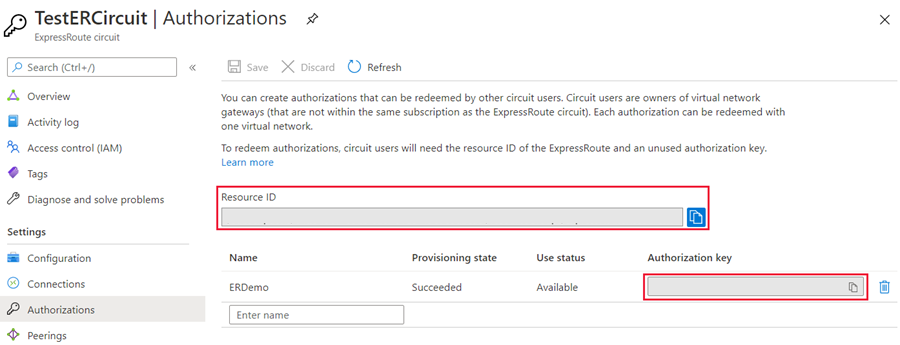 TestERCircuit | Authorizations
ExpressRoute circuit
Search (Ctrl+/)
«
Save
Discard
Refresh
Overview
Activity log
Access control (IAM)
Tags
Diagnose and solve problems
Settings
Configuration
Connections
Authorizations
Peerings
You can create authorizations that can be redeemed by other circuit users. Circuit users are owners of virtual network
gateways (that are not within the same subscription as the ExpressRoute circuit). Each authorization can be redeemed with
one virtual network.
To redeem authorizations, circuit users will need the resource ID of the ExpressRoute and an unused authorization key.
Learn more
Resource ID
Name Provisioning state Use status Authorization key
ERDemo Succeeded Available
Enter name